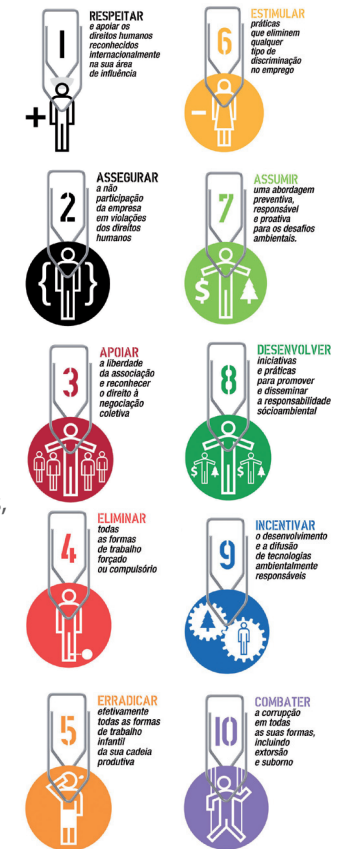 1
RESPEITAR
e apoiar os
direitos humanos
reconhecidos
internacionalmente
na sua área
de influência
+
2
ASSEGURAR
a não
participação
da empresa
em violações
dos direitos
humanos
{ }
3
APOIAR
a liberdade
da associação
e reconhecer
o direito à
negociação
coletiva
,
4
ELIMINAR
todas
as formas
de trabalho
forçado
ou compulsório
5
ERRADICAR
efetivamente
todas as formas
de trabalho
infantil
da sua cadeia
produtiva
6
ESTIMULAR
práticas
que eliminem
qualquer
tipo de
discriminação
no emprego
-
7
ASSUMIR
uma abordagem
preventiva,
responsável
e proativa
para os desafios
ambientais.
$
8
DESENVOLVER
iniciativas
e práticas
para promover
e disseminar
a responsabilidade
sócioambiental
$ $
9
INCENTIVAR
o desenvolvimento
e a difusão
de tecnologias
ambientalmente
responsáveis
10
COMBATER
a corrupção
em todas
as suas formas,
incluindo
extorsão
e suborno